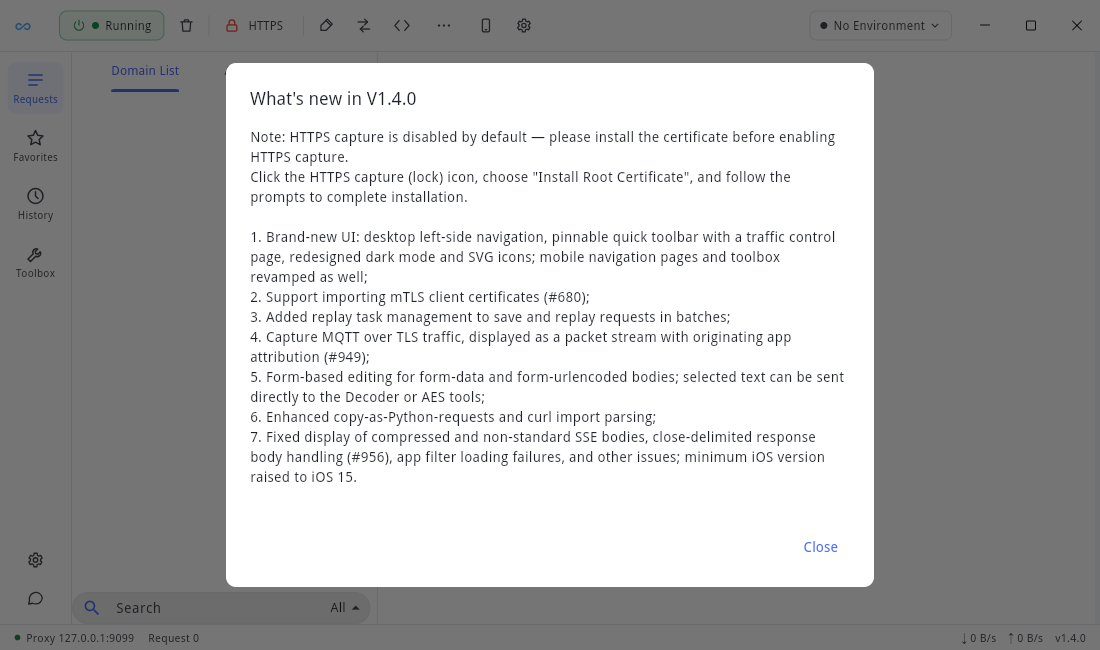 Running
HTTPS
No Environment
Requests
Favorites
History
Toolbox
Domain List
What's new in V1.4.0
Note: HTTPS capture is disabled by default — please install the certificate before enabling
HTTPS capture.
Click the HTTPS capture (lock) icon, choose "Install Root Certificate", and follow the
prompts to complete installation.
1. Brand-new UI: desktop left-side navigation, pinnable quick toolbar with a traffic control
page, redesigned dark mode and SVG icons; mobile navigation pages and toolbox
revamped as well;
2. Support importing mTLS client certificates (#680);
3. Added replay task management to save and replay requests in batches;
4. Capture MQTT over TLS traffic, displayed as a packet stream with originating app
attribution (#949);
5. Form-based editing for form-data and form-urlencoded bodies; selected text can be sent
directly to the Decoder or AES tools;
6. Enhanced copy-as-Python-requests and curl import parsing;
7. Fixed display of compressed and non-standard SSE bodies, close-delimited response
body handling (#956), app filter loading failures, and other issues; minimum iOS version
raised to iOS 15.
Close
Search
All
Proxy 127.0.0.1:9099 Request 0
↓ 0 B/s ↑ 0 B/s v1.4.0